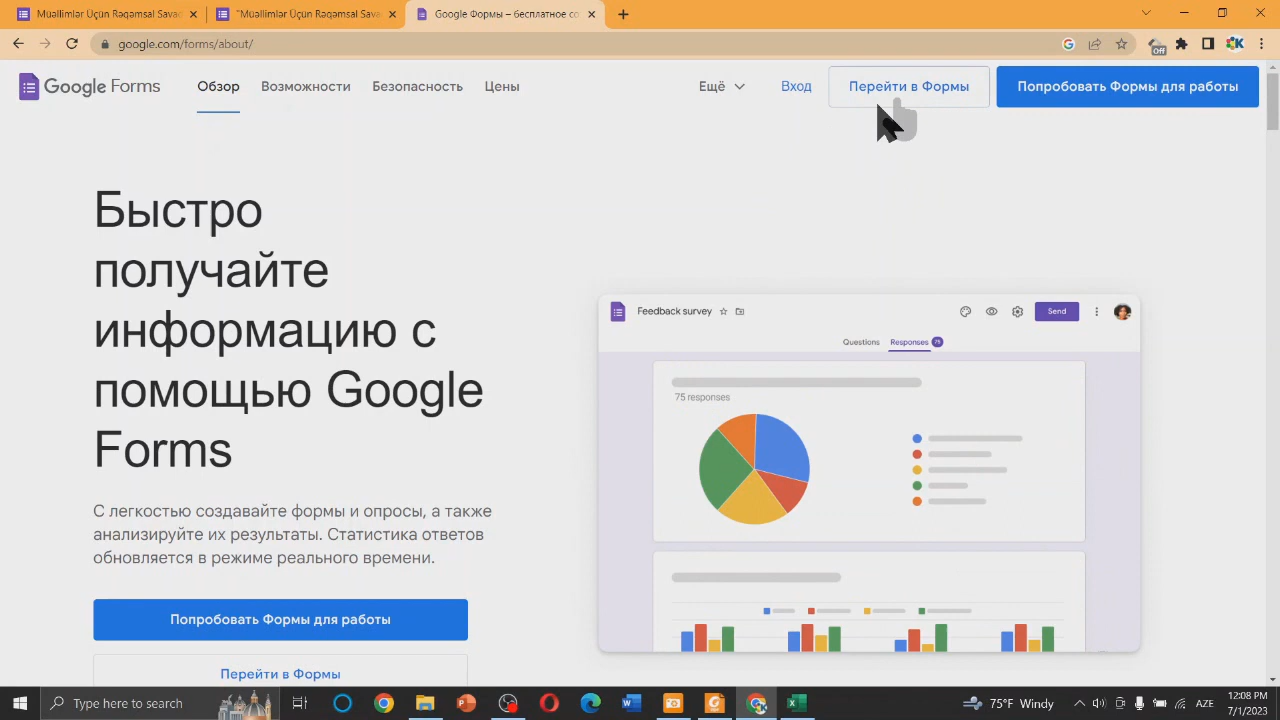 "Müəllimlər Üçün Rəqəmsal Sava
"Müəllimlər Üçün Rəqəmsal Sava
Google Формы – бесплатное со
google.com/forms/about/
Off
Google Forms
Обзор
Возможности
Безопасность
Цены
Ещё
Вход
Перейти в Формы
Попробовать Формы для работы
Быстро
получайте
информацию с
помощью Google
Forms
С легкостью создавайте формы и опросы, а также
анализируйте их результаты. Статистика ответов
обновляется в режиме реального времени.
Попробовать Формы для работы
Перейти в Формы
Feedback survey
Send
Questions
Responses 75
75 responses
Type here to search
75°F Windy
AZE
12:08 PM
7/1/2023